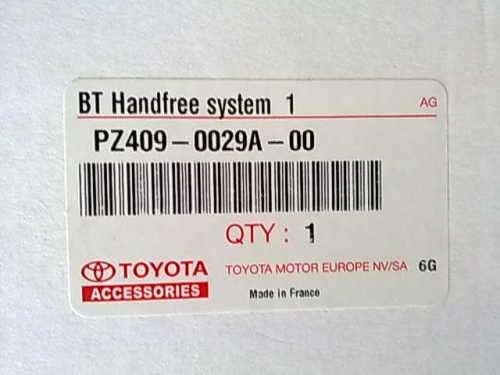 BT Handfree system 1 AG
PZ409-0029A-00
QTY : 1
TOYOTA TOYOTA MOTOR EUROPE NV/SA 6G
ACCESSORIES Made in France